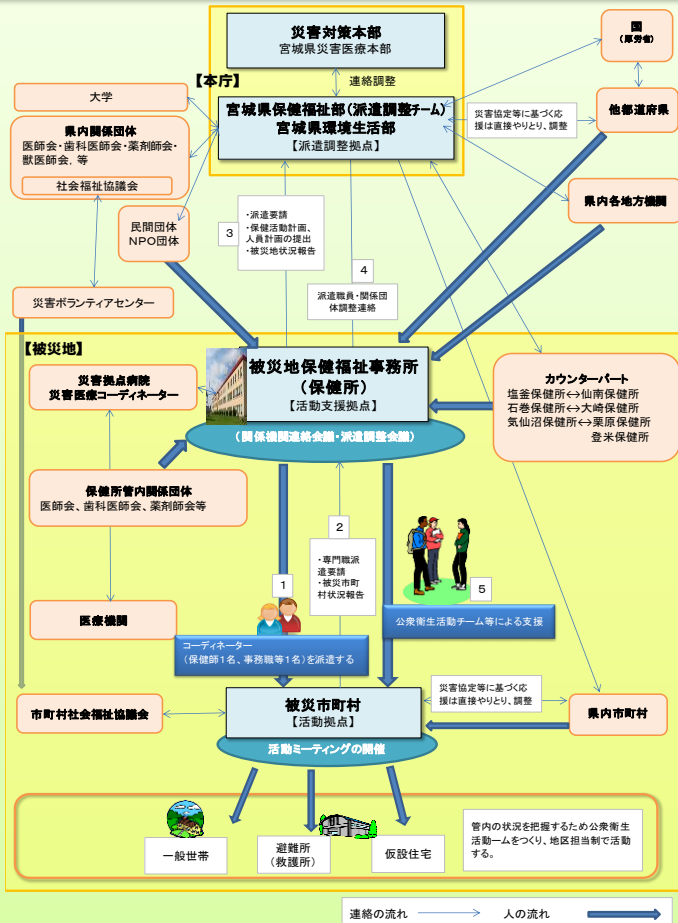 災害対策本部
宮城県災害医療本部
【本庁】
連絡調整
宮城県保健福祉部(派遣調整チーム)
宮城県環境生活部
【派遣調整拠点】
国
(厚労省)
他都道府県
災害協定等に基づく応
援は直接やりとり、調整
県内各地方機関
大学
県内関係団体
医師会・歯科医師会・薬剤師会・
獣医師会，等
社会福祉協議会
民間団体
NPO団体
災害ボランティアセンター
3
・派遣要請
・保健活動計画、
人員計画の提出
・被災地状況報告
4
派遣職員・関係団
体調整連絡
【被災地】
被災地保健福祉事務所
(保健所)
【活動支援拠点】
(関係機関連絡会議・派遣調整会議)
災害拠点病院
災害医療コーディネーター
カウンターパート
塩釜保健所⇔仙南保健所
石巻保健所⇔大崎保健所
気仙沼保健所⇔栗原保健所
登米保健所
保健所管内関係団体
医師会、歯科医師会、薬剤師会等
医療機関
2
・専門職派
遣要請
・被災市町
村状況報告
1
コーディネーター
(保健師1名、事務職等1名)を派遣する
5
公衆衛生活動チーム等による支援
市町村社会福祉協議会
被災市町村
【活動拠点】
活動ミーティングの開催
災害協定等に基づく応
援は直接やりとり、調整
県内市町村
一般世帯
避難所
(救護所)
仮設住宅
管内の状況を把握するため公衆衛生
活動ームをつくり、地区担当制で活動
する。
連絡の流れ
人の流れ